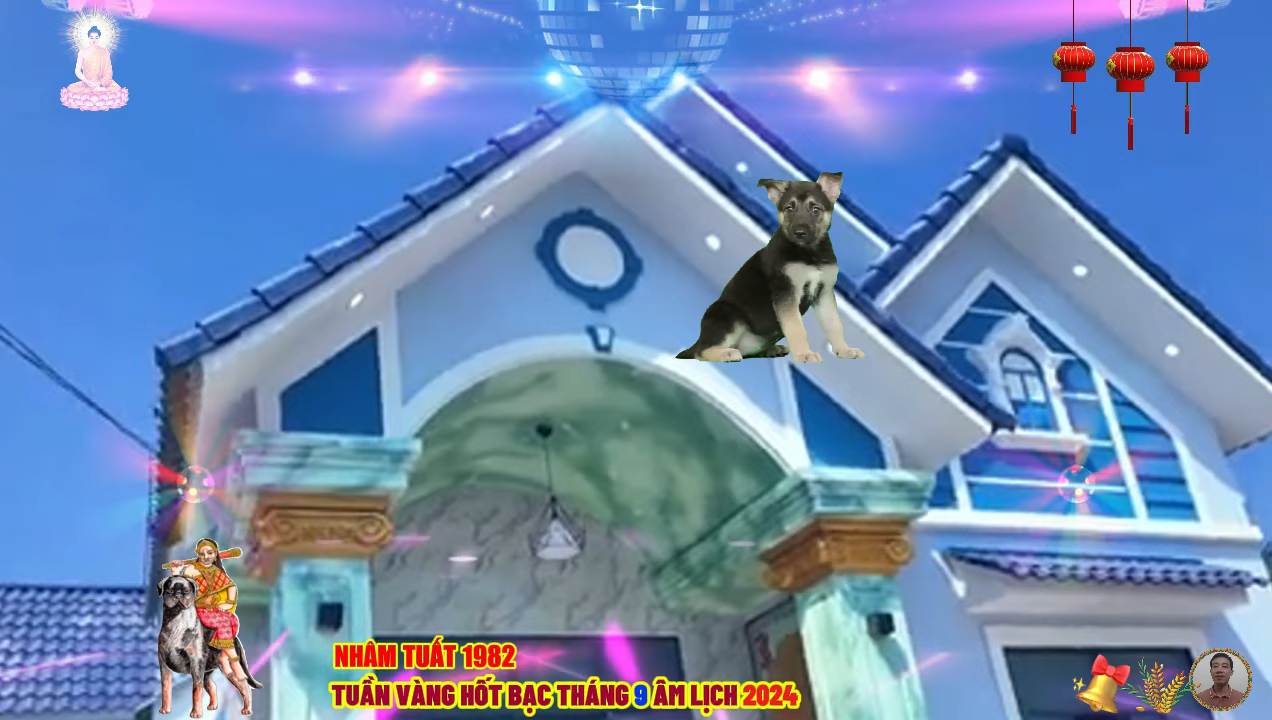 NHÂM TUẤT 1982
TUẦN VÀNG HỐT BẠC THÁNG 9 ÂM LỊCH 2024